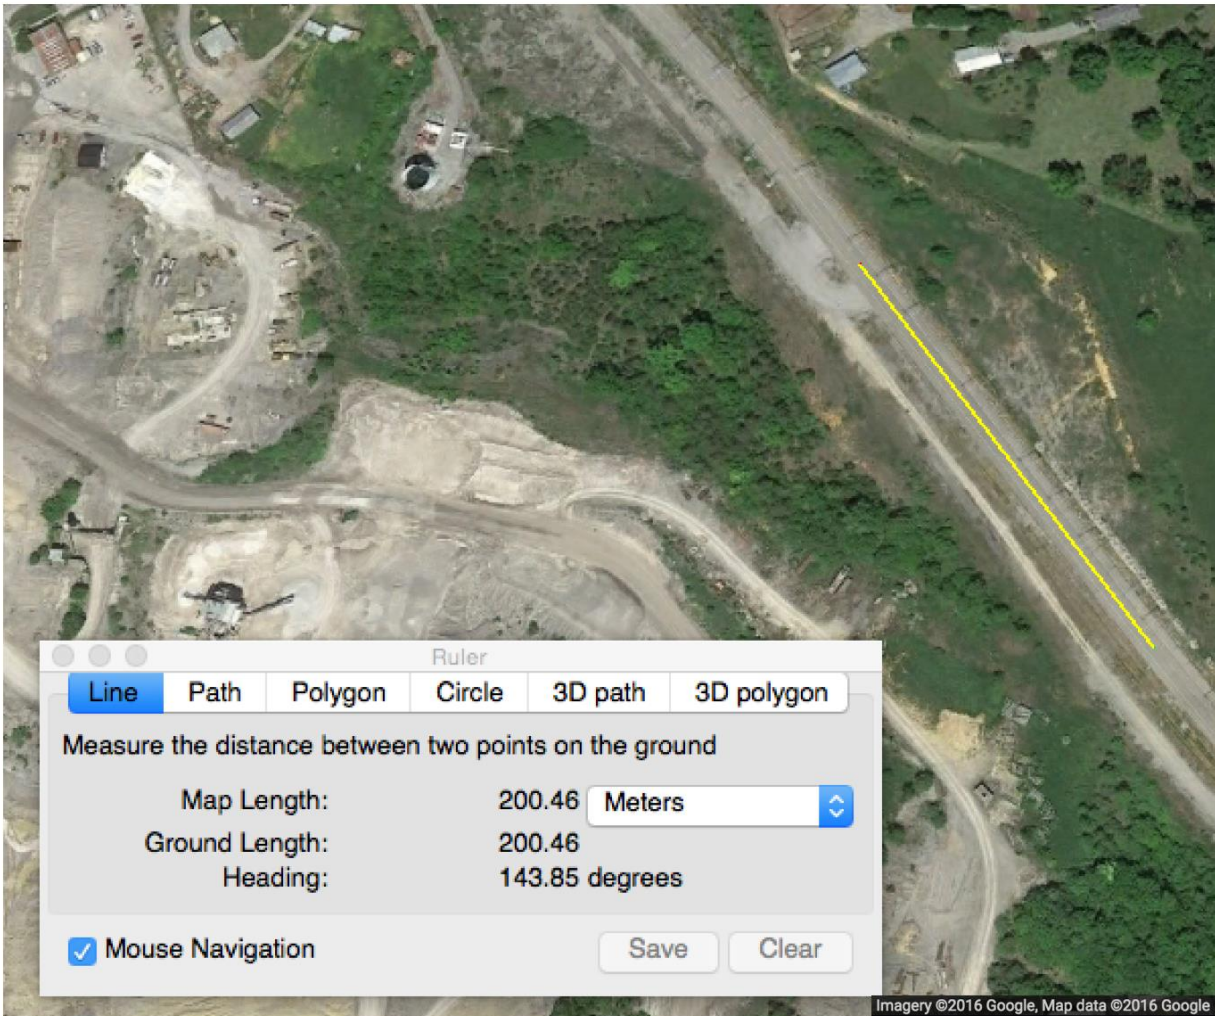 Ruler
Line Path Polygon Circle 3D path 3D polygon
Measure the distance between two points on the ground
Map Length: 200.46 Meters
Ground Length: 200.46
Heading: 143.85 degrees
Mouse Navigation Save Clear
Imagery ©2016 Google, Map data ©2016 Google